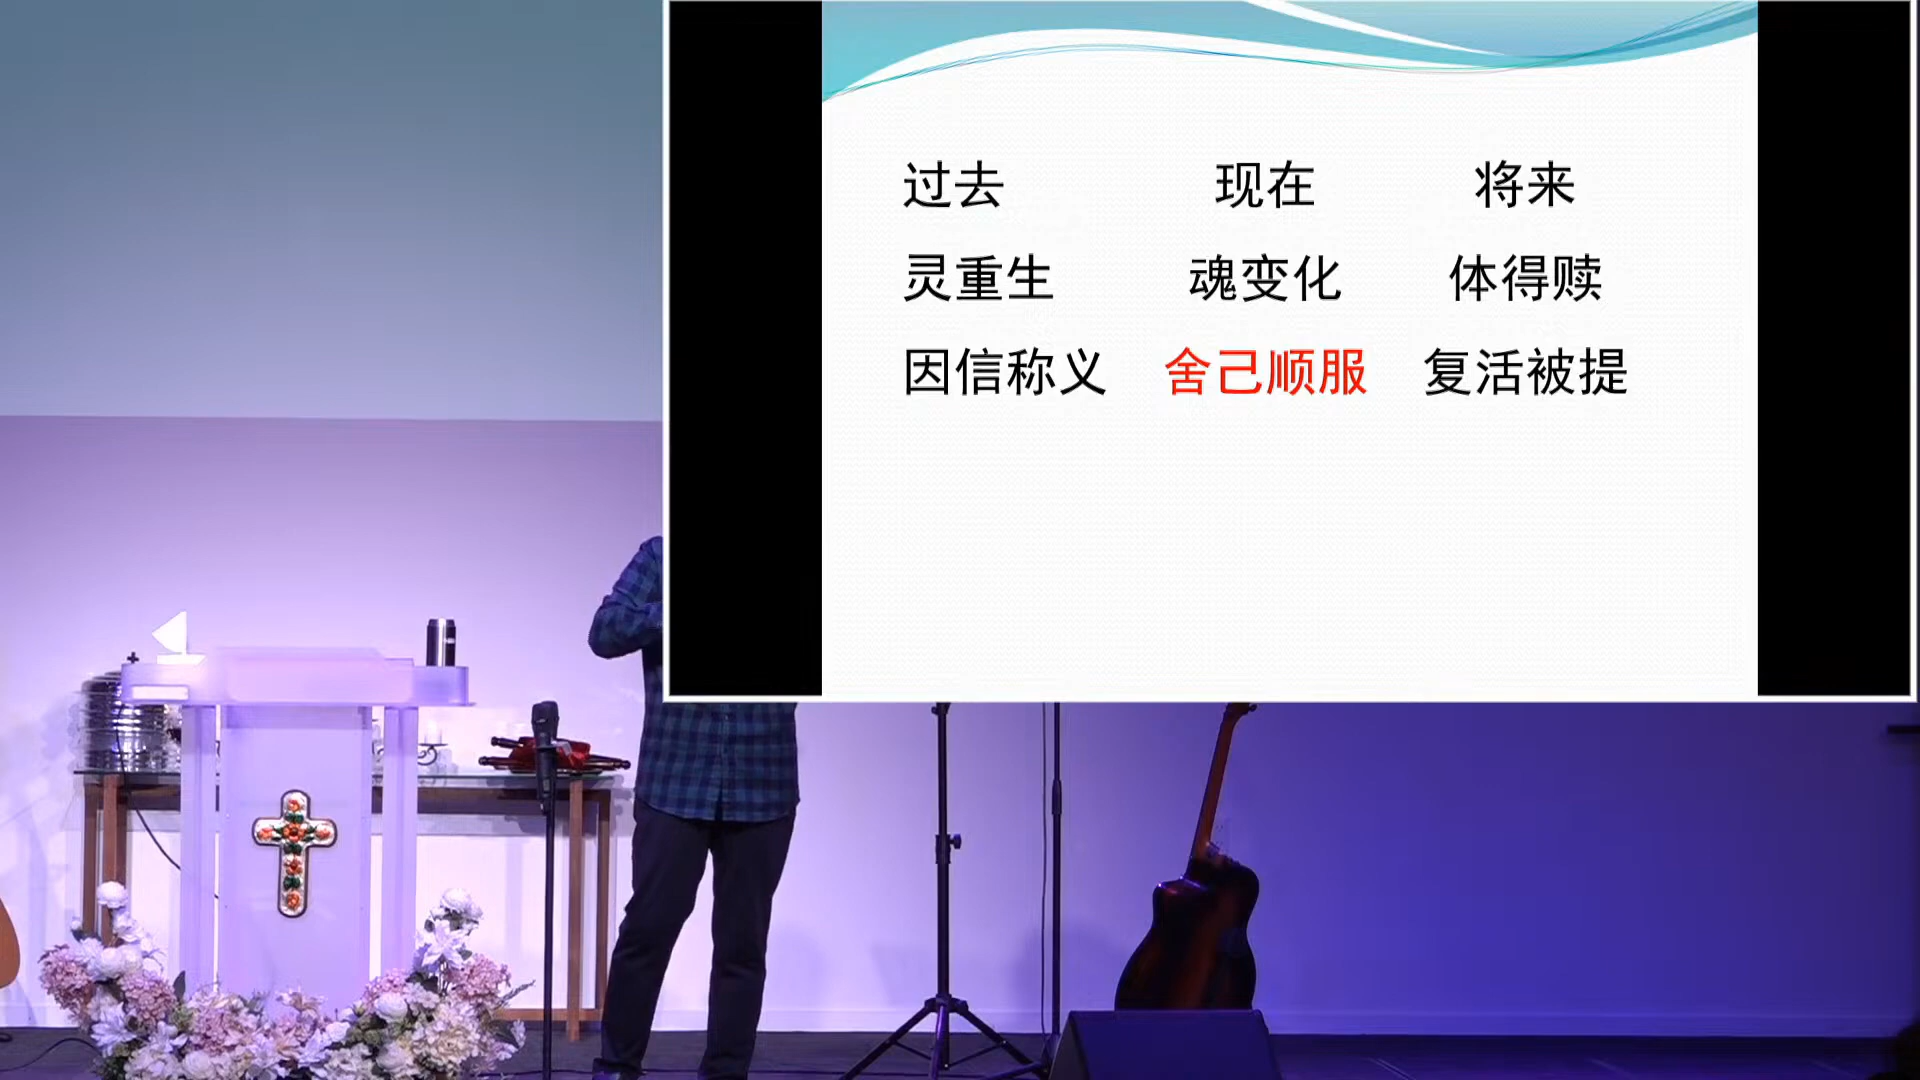 过去 现在 将来
灵重生 魂变化 体得赎
因信称义 舍己顺服 复活被提